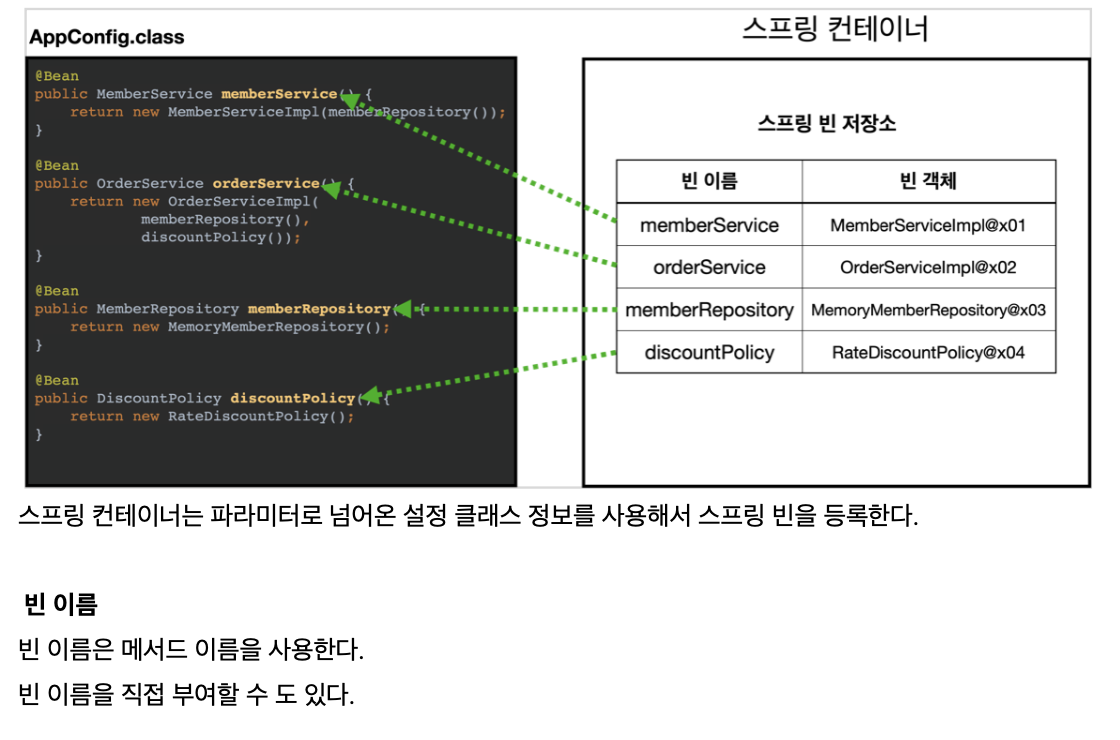 AppConfig.class
@Bean
public MemberService memberService() {
    return new MemberServiceImpl(memberRepository());
}
@Bean
public OrderService orderService() {
    return new OrderServiceImpl(
            memberRepository(),
            discountPolicy());
}
@Bean
public MemberRepository memberRepository() {
    return new MemoryMemberRepository();
}
@Bean
public DiscountPolicy discountPolicy() {
    return new RateDiscountPolicy();
}
스프링 컨테이너
스프링 빈 저장소
빈 이름 빈 객체
memberService MemberServiceImpl@x01
orderService OrderServiceImpl@x02
memberRepository MemoryMemberRepository@x03
discountPolicy RateDiscountPolicy@x04
스프링 컨테이너는 파라미터로 넘어온 설정 클래스 정보를 사용해서 스프링 빈을 등록한다.
빈 이름
빈 이름은 메서드 이름을 사용한다.
빈 이름을 직접 부여할 수 도 있다.